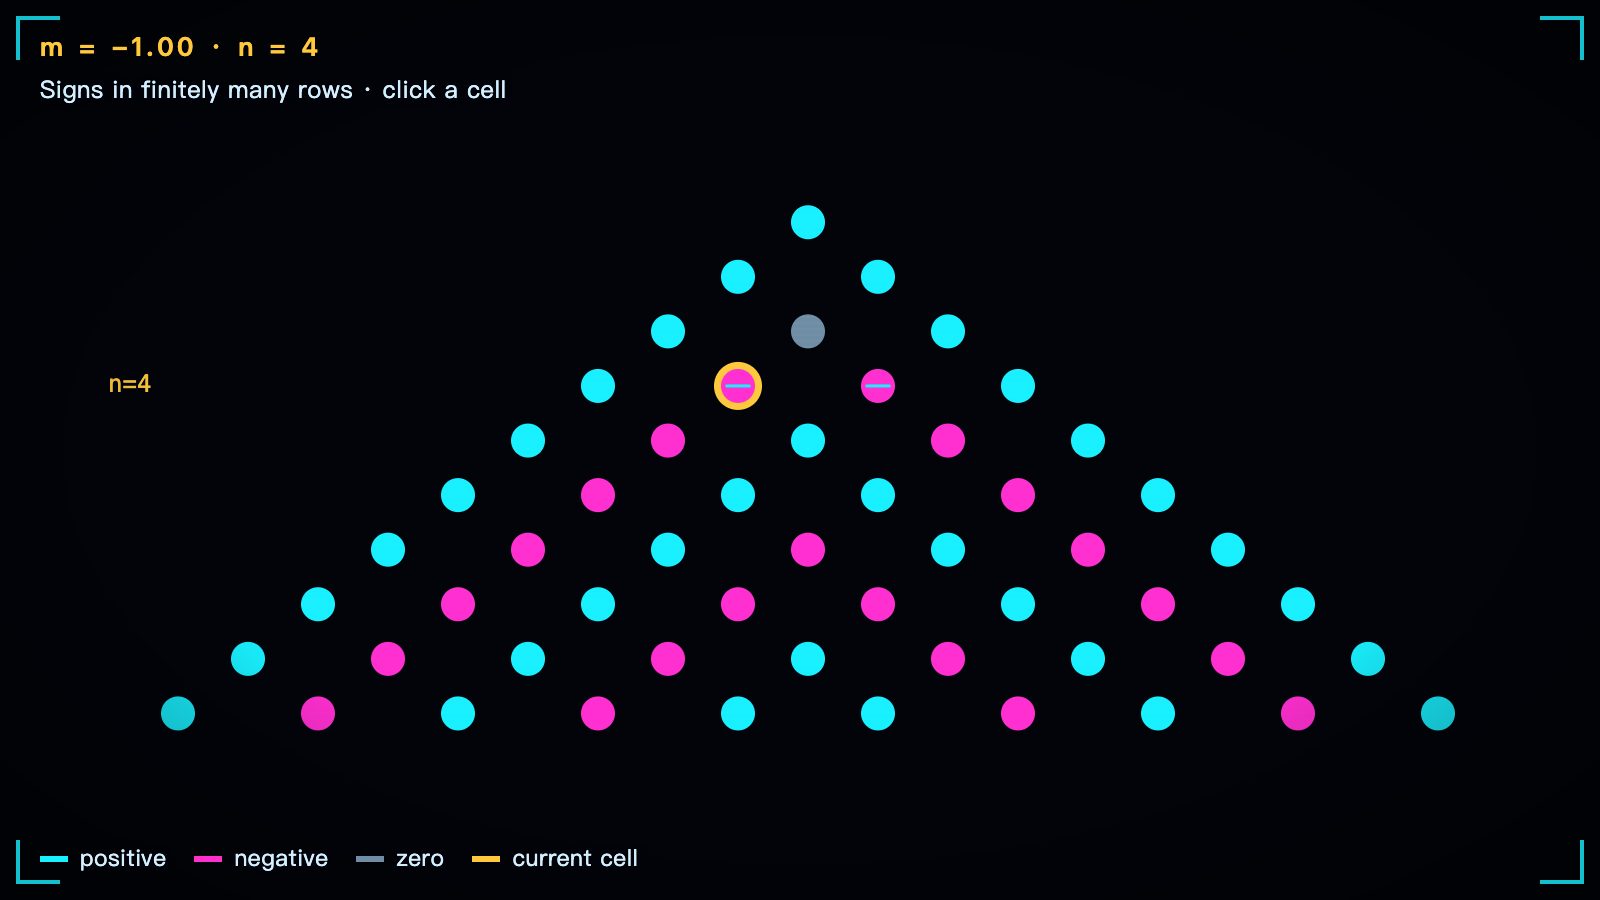 m = −1.00 · n = 4
Signs in finitely many rows · click a cell
n=4
positive negative zero current cell